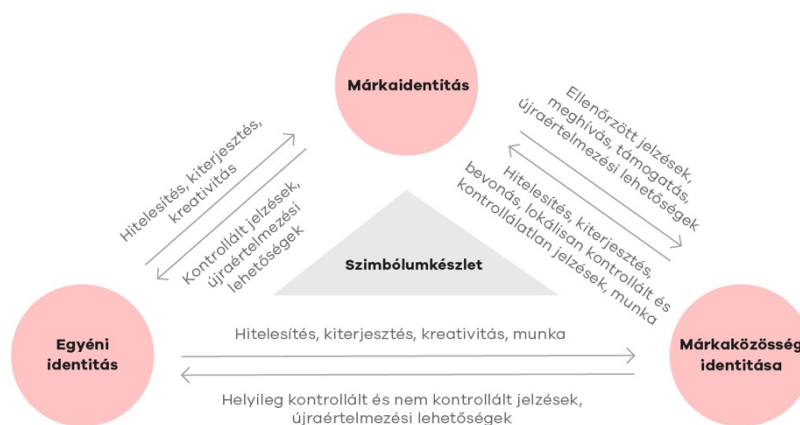 Márkaidentitás
Hitelesítés, kiterjesztés,
kreativitás
Kontrollált jelzések,
újraértelmezési
lehetőségek
Ellenőrzött jelzések,
meghívás, támogatás,
újraértelmezési lehetőségek
Hitelesítés, kiterjesztés,
bevonás, lokálisan kontrollált és
kontrollálatlan jelzések, munka
Szimbólumkészlet
Egyéni
identitás
Hitelesítés, kiterjesztés, kreativitás, munka
Helyileg kontrollált és nem kontrollált jelzések,
újraértelmezési lehetőségek
Márkaközösség
identitása